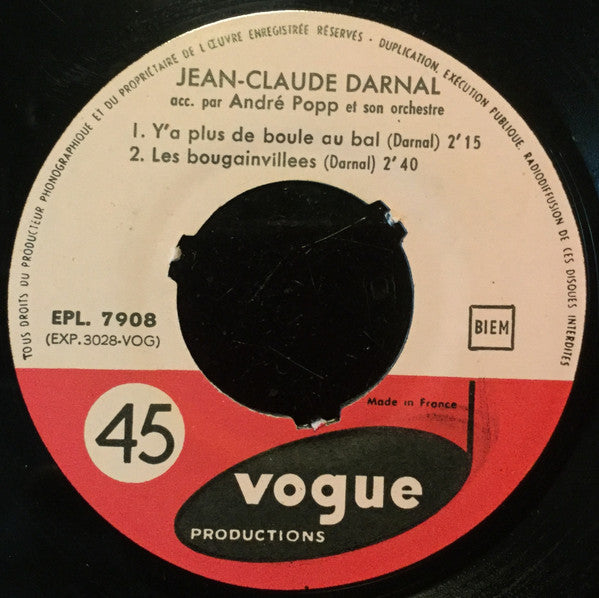 TOUS DROITS DU PRODUCTEUR PHONOGRAPHIQUE ET DU PROPRIÉTAIRE DE L'ŒUVRE ENREGISTRÉE RÉSERVÉS - DUPLICATION, EXÉCUTION PUBLIQUE, RADIODIFFUSION DE CES DISQUES INTERDITES
JEAN-CLAUDE DARNAL
acc. par André Popp et son orchestre
1. Y'a plus de boule au bal (Darnal) 2'15
2. Les bougainvillees (Darnal) 2'40
EPL. 7908
(EXP.3028-VOG)
BIEM
Made in France
45
vogue
PRODUCTIONS